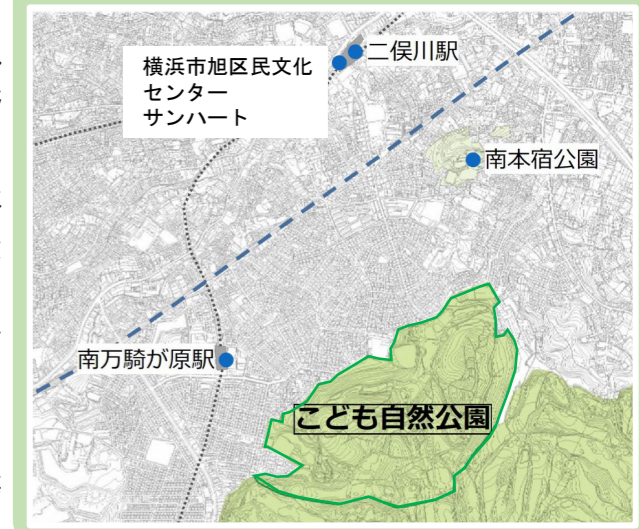 横浜市旭区民文化
センター
サンハート
二俣川駅
南本宿公園
南万騎が原駅
こども自然公園